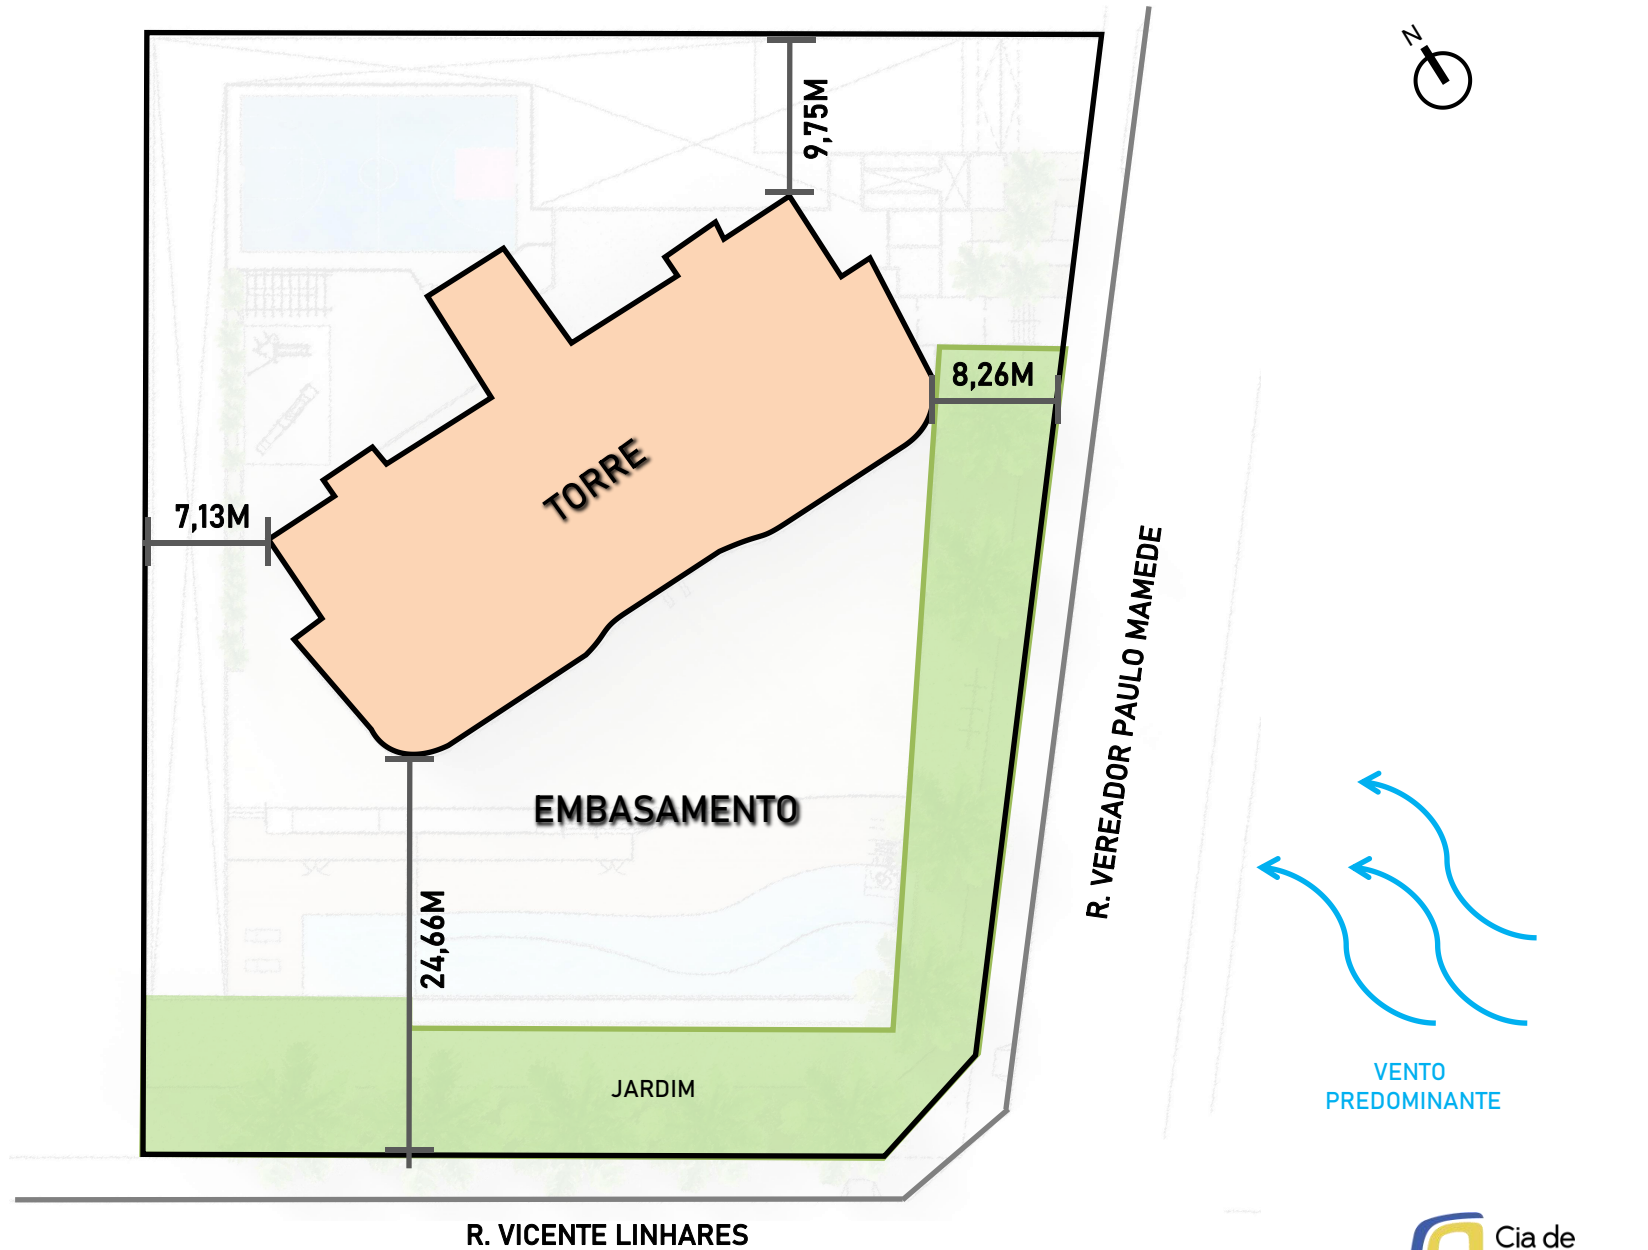 N
9,75M
8,26M
TORRE
7,13M
R. VEREADOR PAULO MAMEDE
EMBASAMENTO
24,66M
JARDIM
VENTO
PREDOMINANTE
R. VICENTE LINHARES
Cia de